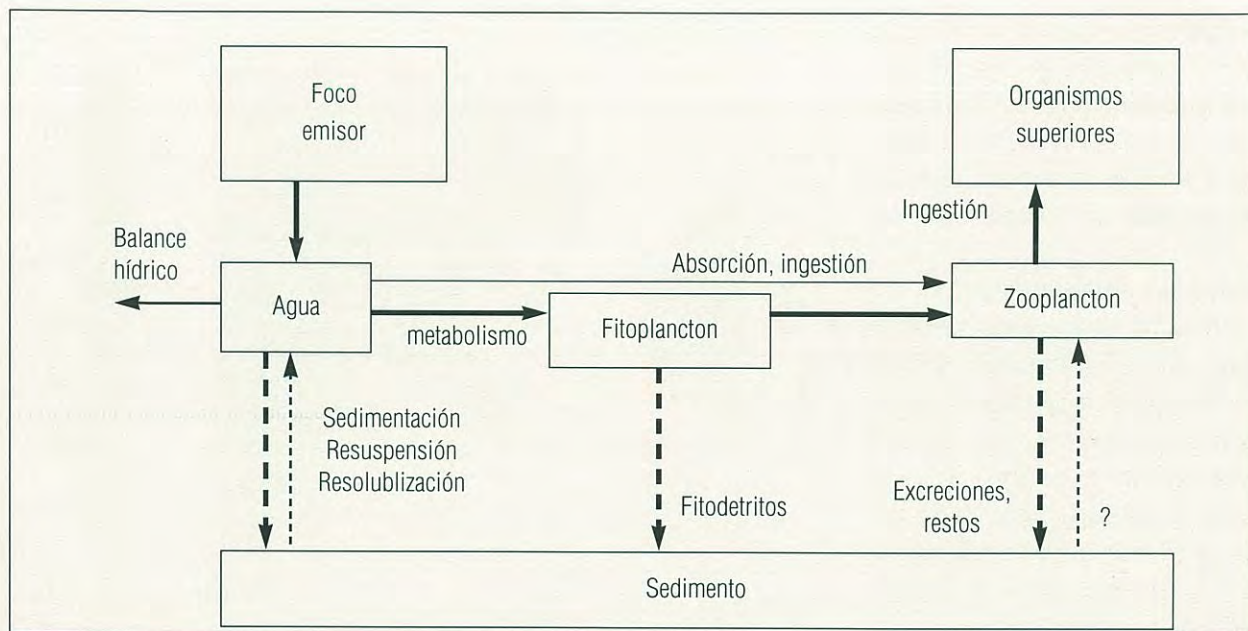 Foco
emisor
Organismos
superiores
Ingestión
Balance
hídrico
Absorción, ingestión
Agua
Zooplancton
metabolismo
Fitoplancton
Sedimentación
Resuspensión
Resolublización
Fitodetritos
Excreciones,
restos
?
Sedimento